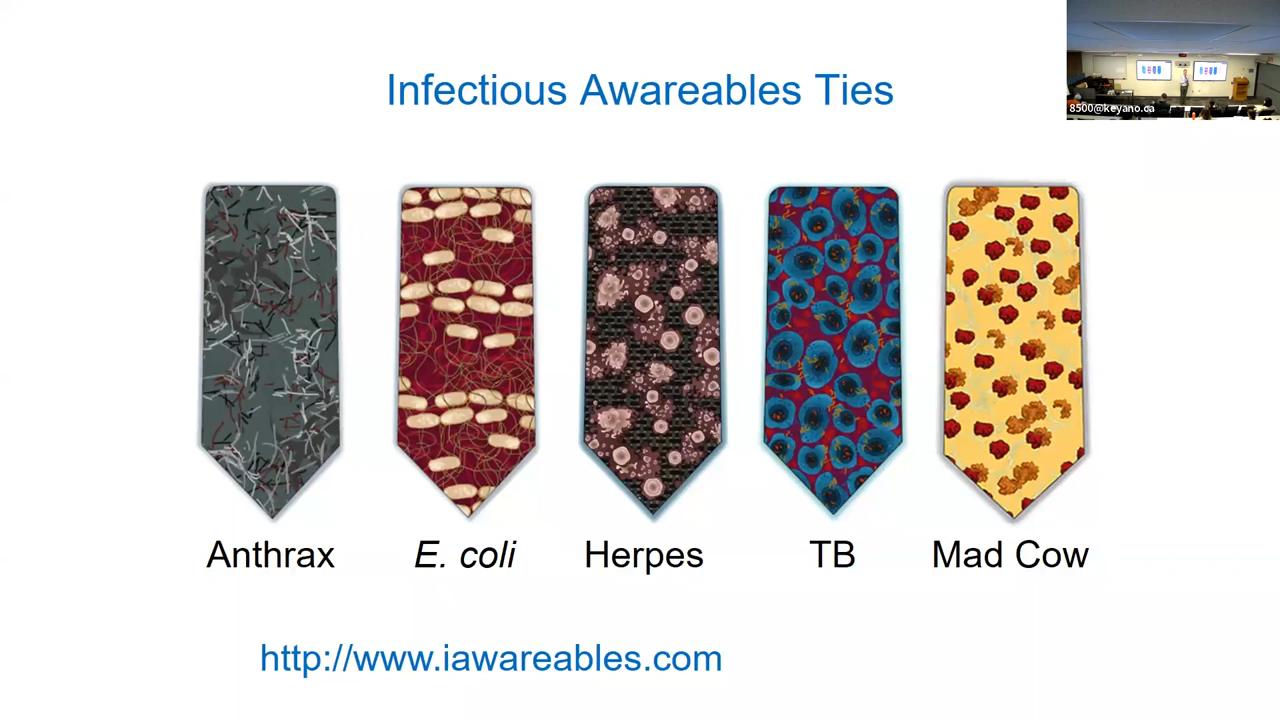 Infectious Awareables Ties
8500@keyano.ca
Anthrax
E. coli
Herpes
TB
Mad Cow
http://www.iawareables.com